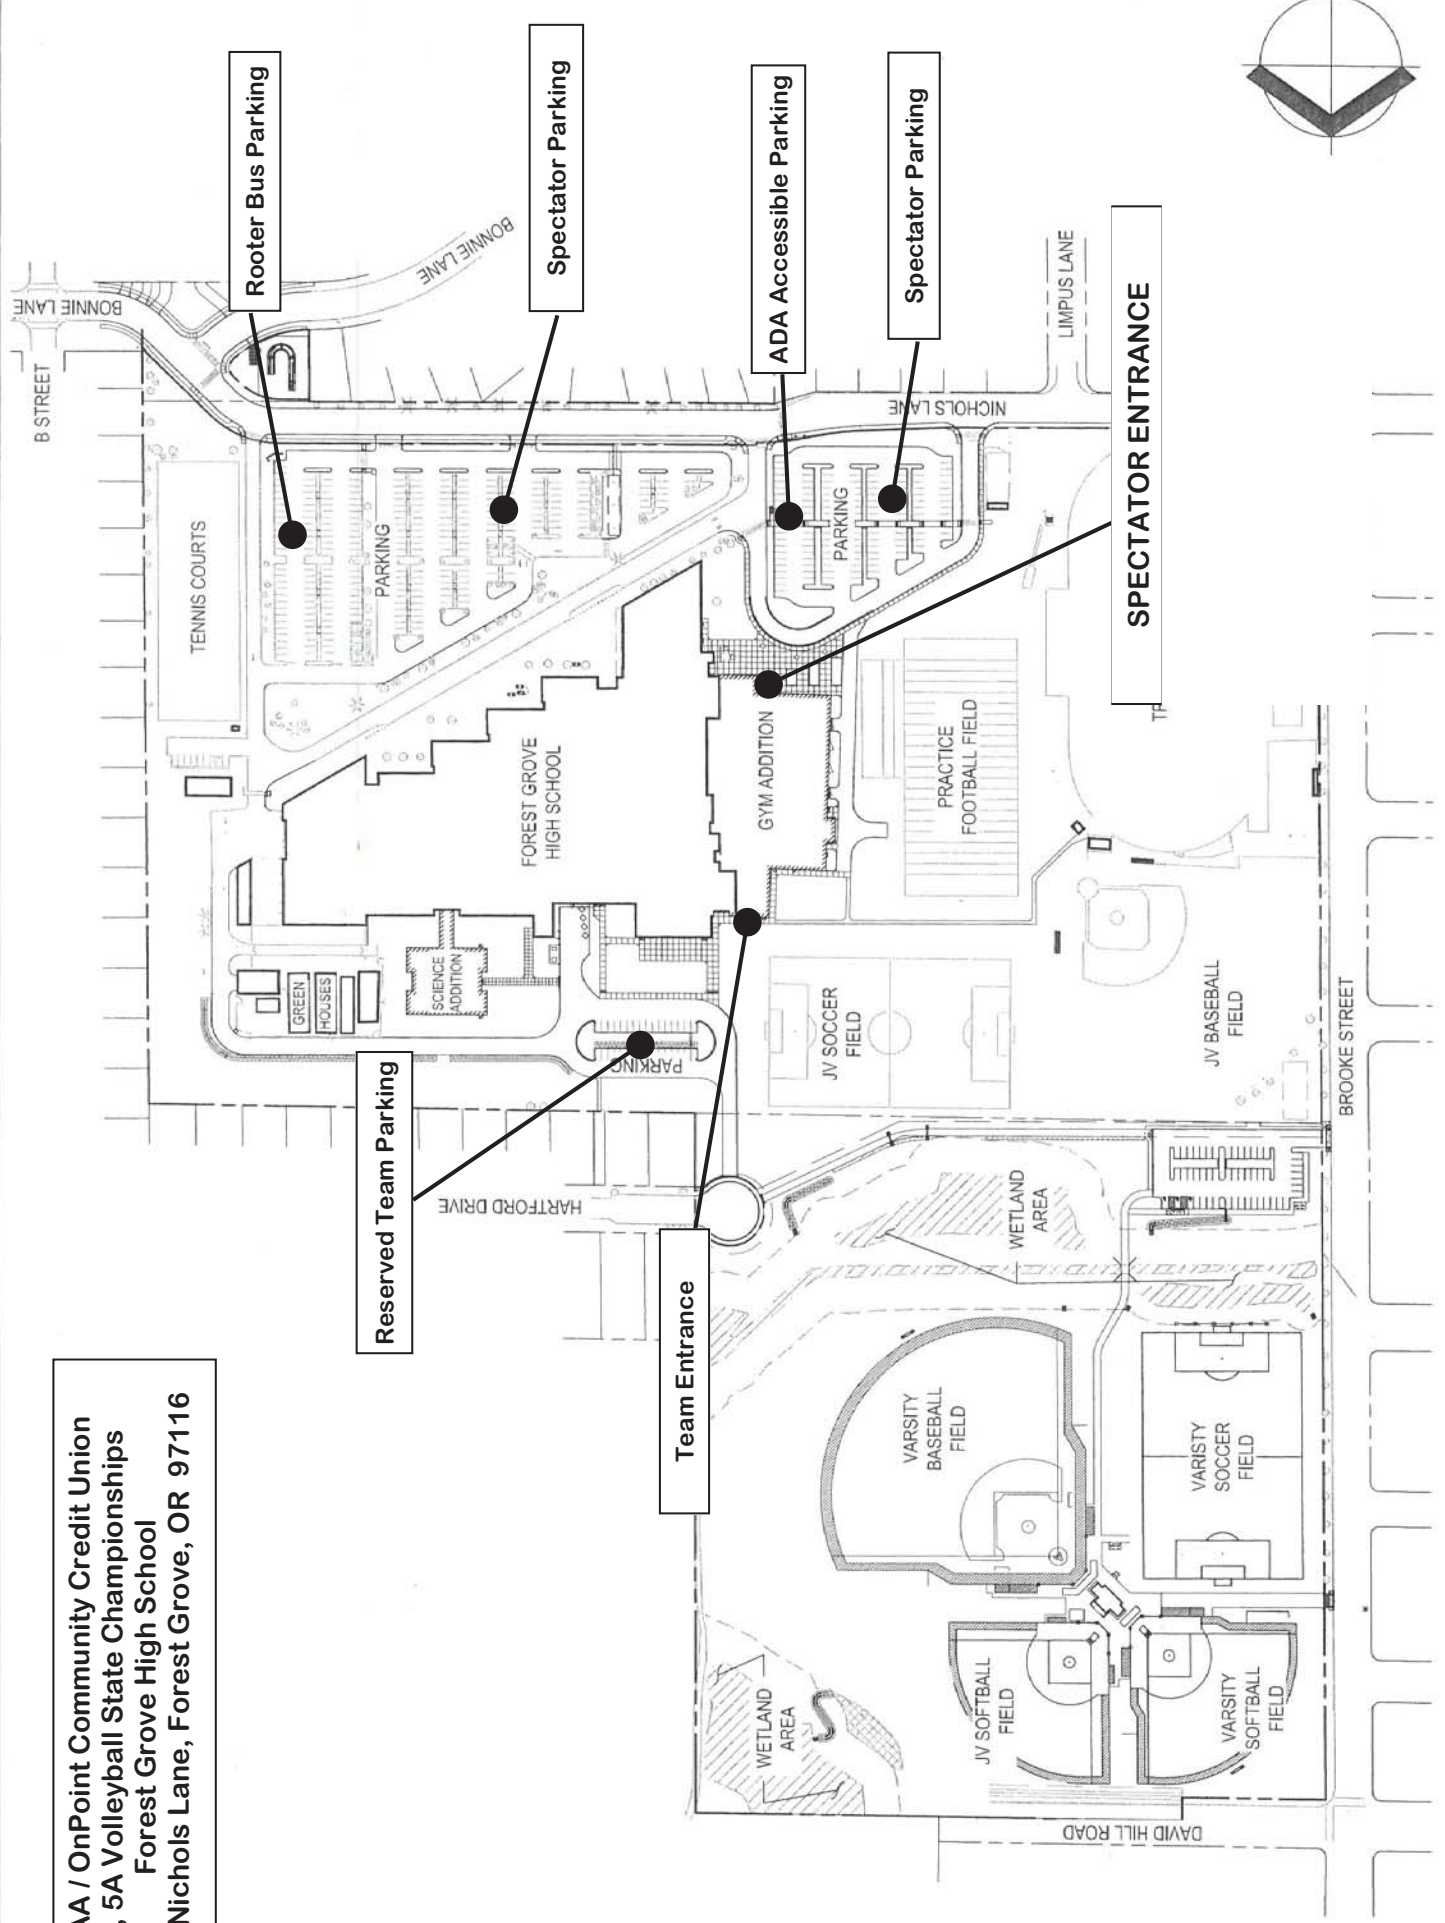 AA / OnPoint Community Credit Union
, 5A Volleyball State Championships
Forest Grove High School
Nichols Lane, Forest Grove, OR 97116
Rooter Bus Parking
Spectator Parking
ADA Accessible Parking
Spectator Parking
SPECTATOR ENTRANCE
Reserved Team Parking
Team Entrance
B STREET
BONNIE LANE
BONNIE LANE
NICHOLS LANE
LIMPUS LANE
TENNIS COURTS
PARKING
PARKING
FOREST GROVE
HIGH SCHOOL
GYM ADDITION
PRACTICE
FOOTBALL FIELD
GREEN
HOUSES
SCIENCE
ADDITION
PARKING
JV SOCCER
FIELD
JV BASEBALL
FIELD
BROOKE STREET
HARTFORD DRIVE
WETLAND
AREA
VARSITY
BASEBALL
FIELD
VARISTY
SOCCER
FIELD
WETLAND
AREA
JV SOFTBALL
FIELD
VARSITY
SOFTBALL
FIELD
DAVID HILL ROAD